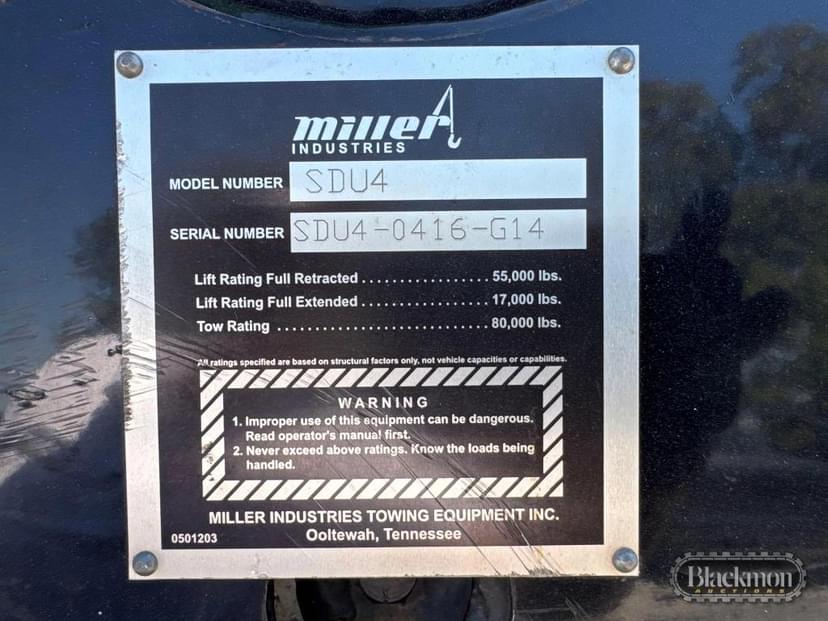 miller
INDUSTRIES
MODEL NUMBER SDU4
SERIAL NUMBER SDU4-0416-G14
Lift Rating Full Retracted ................. 55,000 lbs.
Lift Rating Full Extended ................. 17,000 lbs.
Tow Rating ............................ 80,000 lbs.
All ratings specified are based on structural factors only, not vehicle capacities or capabilities.
WARNING
1. Improper use of this equipment can be dangerous.
Read operator's manual first.
2. Never exceed above ratings. Know the loads being
handled.
MILLER INDUSTRIES TOWING EQUIPMENT INC.
0501203 Ooltewah, Tennessee
Blackmon
AUCTIONS